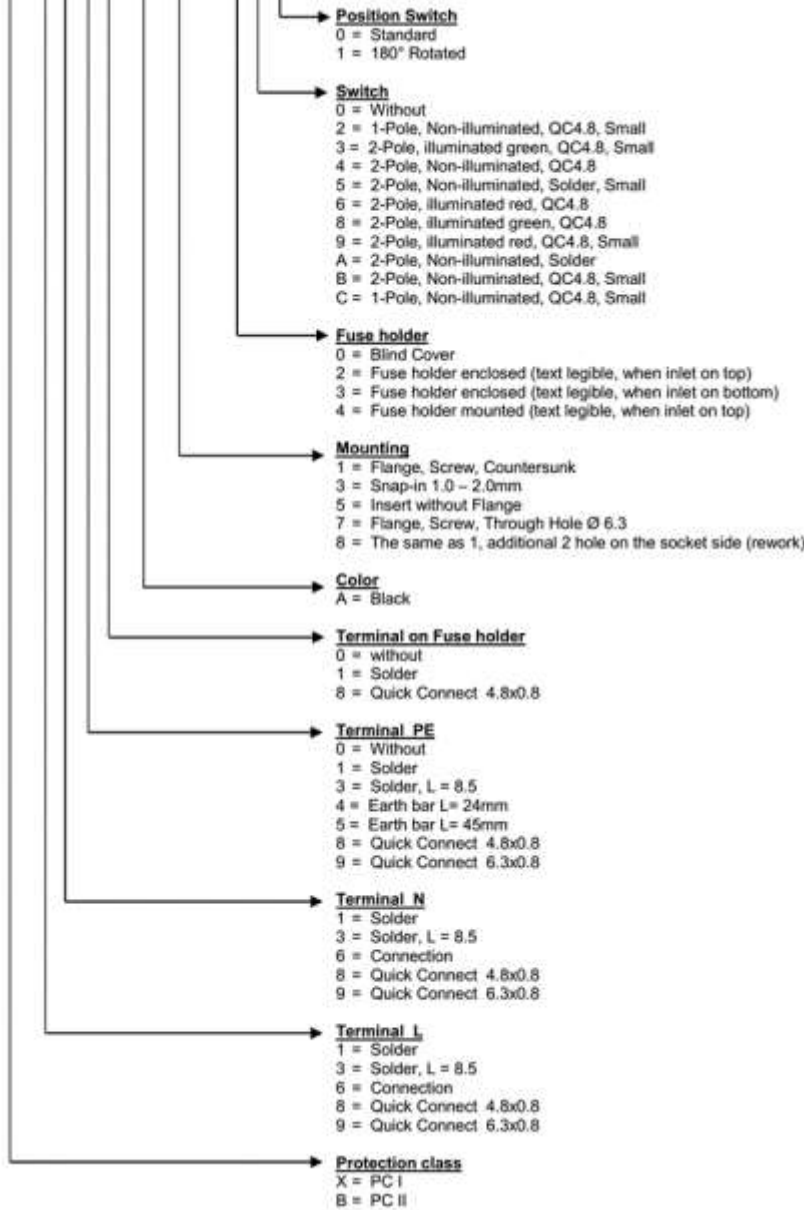 Position Switch
0 = Standard
1 = 180° Rotated
Switch
0 = Without
2 = 1-Pole, Non-illuminated, QC4.8, Small
3 = 2-Pole, illuminated green, QC4.8, Small
4 = 2-Pole, Non-illuminated, QC4.8
5 = 2-Pole, Non-illuminated, Solder, Small
6 = 2-Pole, illuminated red, QC4.8
8 = 2-Pole, illuminated green, QC4.8
9 = 2-Pole, illuminated red, QC4.8, Small
A = 2-Pole, Non-illuminated, Solder
B = 2-Pole, Non-illuminated, QC4.8, Small
C = 1-Pole, Non-illuminated, QC4.8, Small
Fuse holder
0 = Blind Cover
2 = Fuse holder enclosed (text legible, when inlet on top)
3 = Fuse holder enclosed (text legible, when inlet on bottom)
4 = Fuse holder mounted (text legible, when inlet on top)
Mounting
1 = Flange, Screw, Countersunk
3 = Snap-in 1.0 – 2.0mm
5 = Insert without Flange
7 = Flange, Screw, Through Hole Ø 6.3
8 = The same as 1, additional 2 hole on the socket side (rework)
Color
A = Black
Terminal on Fuse holder
0 = without
1 = Solder
8 = Quick Connect 4.8x0.8
Terminal PE
0 = Without
1 = Solder
3 = Solder, L = 8.5
4 = Earth bar L= 24mm
5 = Earth bar L= 45mm
8 = Quick Connect 4.8x0.8
9 = Quick Connect 6.3x0.8
Terminal N
1 = Solder
3 = Solder, L = 8.5
6 = Connection
8 = Quick Connect 4.8x0.8
9 = Quick Connect 6.3x0.8
Terminal L
1 = Solder
3 = Solder, L = 8.5
6 = Connection
8 = Quick Connect 4.8x0.8
9 = Quick Connect 6.3x0.8
Protection class
X = PC I
B = PC II